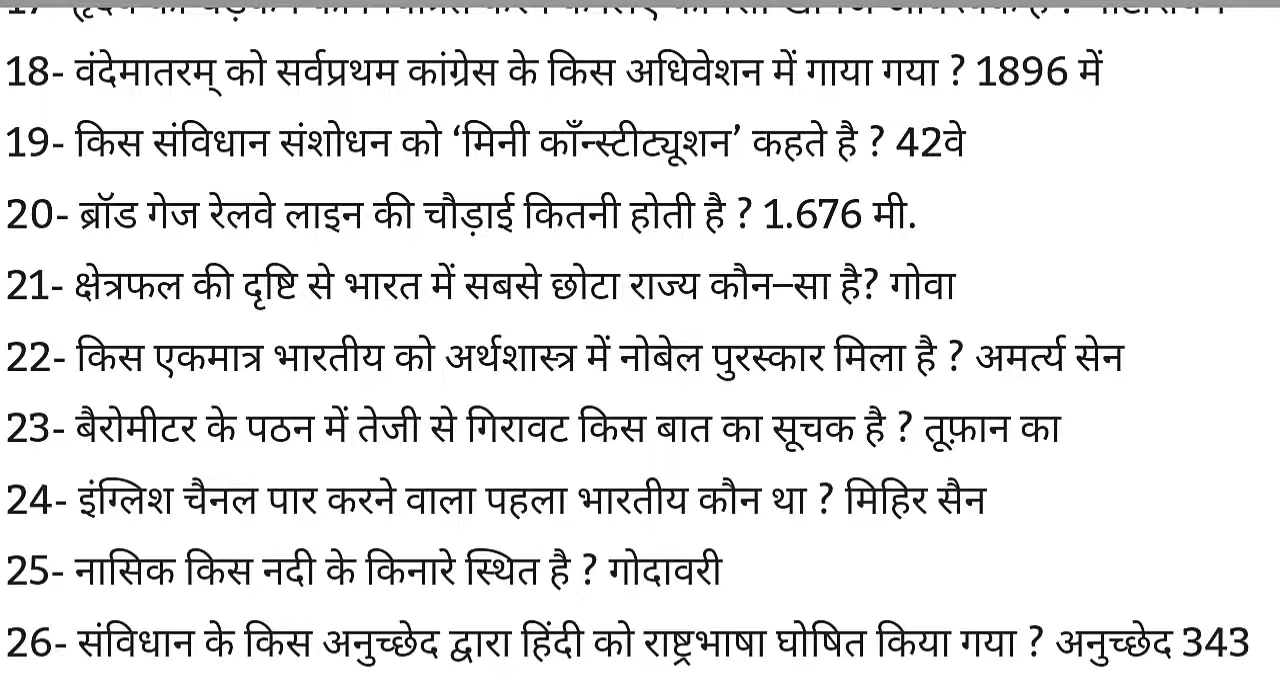 18- वंदेमातरम् को सर्वप्रथम कांग्रेस के किस अधिवेशन में गाया गया ? 1896 में
19- किस संविधान संशोधन को ‘मिनी काँन्स्टीट्यूशन’ कहते है ? 42वे
20- ब्रॉड गेज रेलवे लाइन की चौड़ाई कितनी होती है ? 1.676 मी.
21- क्षेत्रफल की दृष्टि से भारत में सबसे छोटा राज्य कौन–सा है? गोवा
22- किस एकमात्र भारतीय को अर्थशास्त्र में नोबेल पुरस्कार मिला है ? अमर्त्य सेन
23- बैरोमीटर के पठन में तेजी से गिरावट किस बात का सूचक है ? तूफ़ान का
24- इंग्लिश चैनल पार करने वाला पहला भारतीय कौन था ? मिहिर सैन
25- नासिक किस नदी के किनारे स्थित है ? गोदावरी
26- संविधान के किस अनुच्छेद द्वारा हिंदी को राष्ट्रभाषा घोषित किया गया ? अनुच्छेद 343